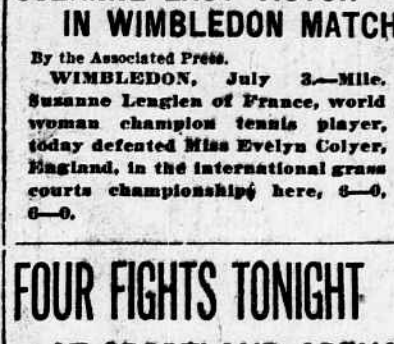 IN WIMBLEDON MATCH
By the Associated Press.
WIMBLEDON, July 3.—Mlle.
Suzanne Lenglen of France, world
woman champion tennis player,
today defeated Miss Evelyn Colyer,
England, in the international grass
courts championships here, 6—0,
6—0.
FOUR FIGHTS TONIGHT